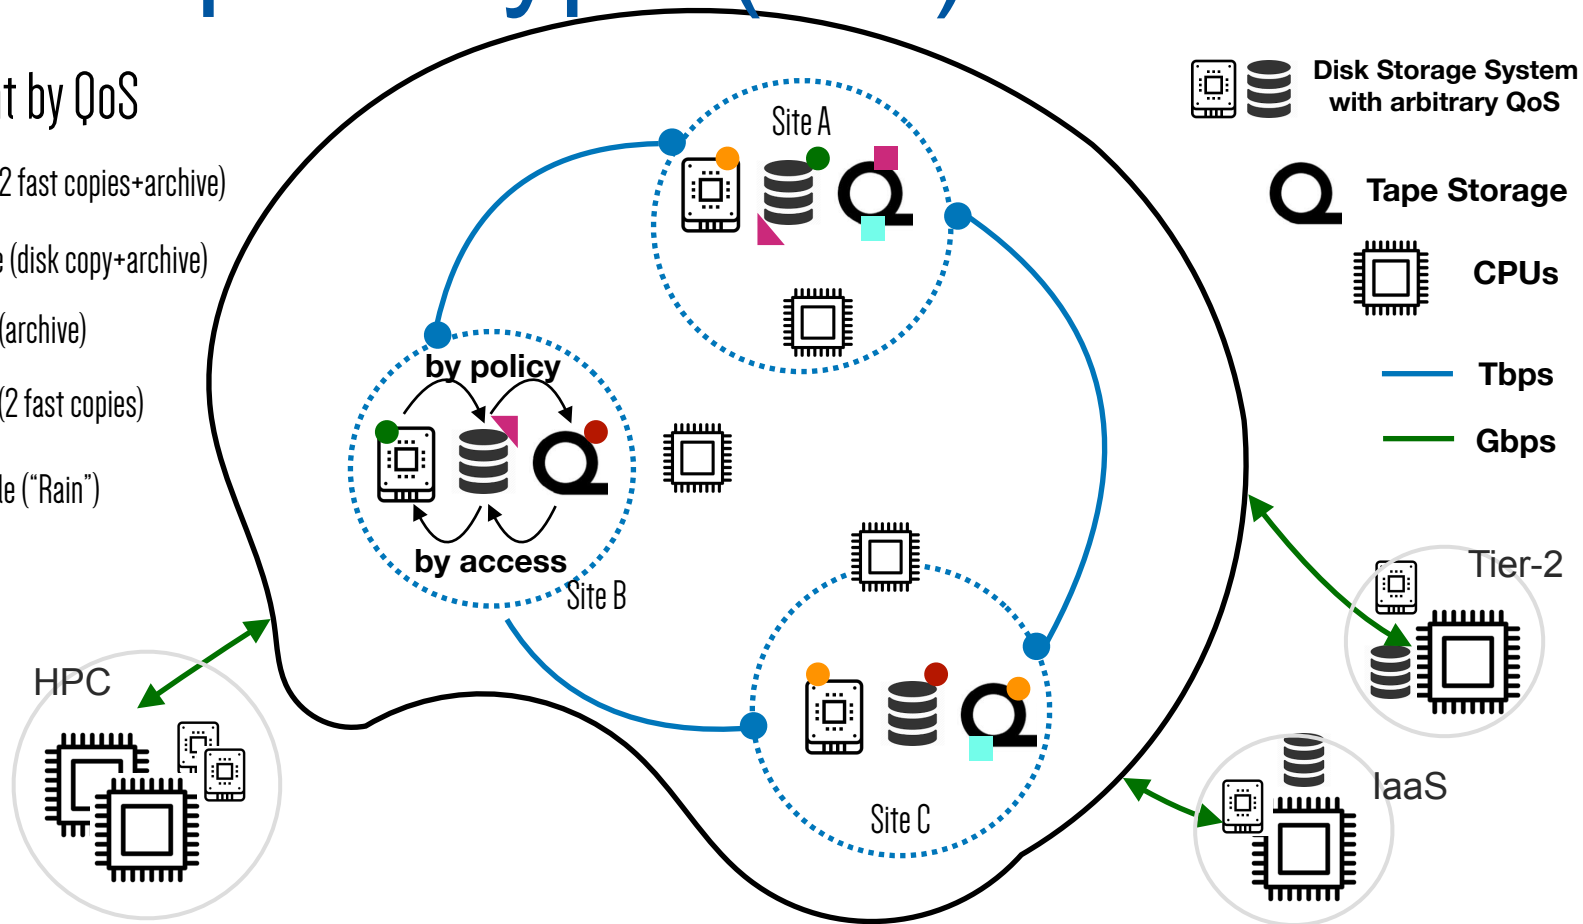 t by QoS
2 fast copies+archive)
e (disk copy+archive)
(archive)
(2 fast copies)
le (“Rain”)
Site A
by policy
by access
Site B
Site C
HPC
Disk Storage System
with arbitrary QoS
Tape Storage
CPUs
Tbps
Gbps
Tier-2
IaaS